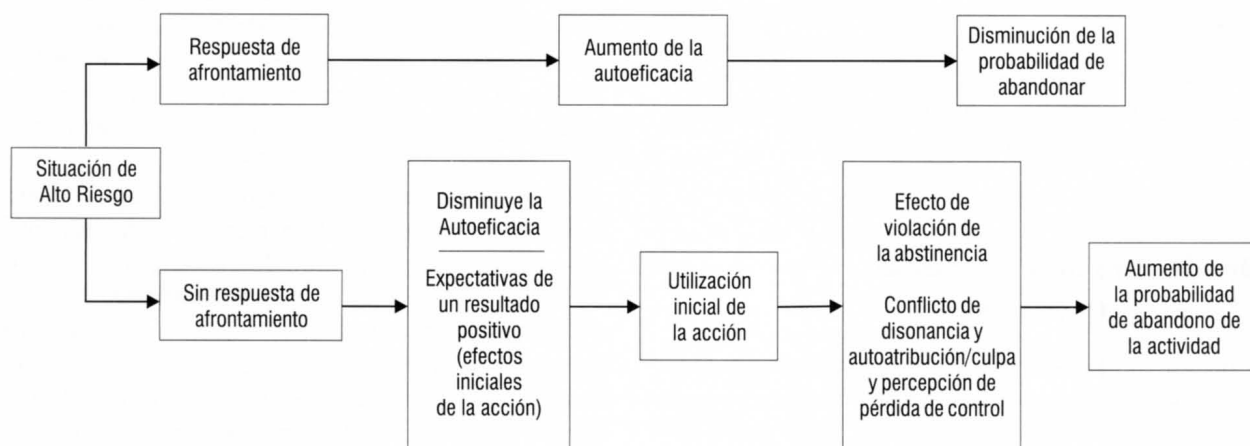 Respuesta de
afrontamiento
Aumento de la
autoeficacia
Disminución de la
probabilidad de
abandonar
Situación de
Alto Riesgo
Sin respuesta de
afrontamiento
Disminuye la
Autoeficacia
Expectativas de
un resultado
positivo
(efectos
iniciales
de la acción)
Utilización
inicial de
la acción
Efecto de
violación de
la abstinencia
Conflicto de
disonancia y
autoatribución/culpa
y percepción de
pérdida de control
Aumento de
la probabilidad
de abandono de
la actividad